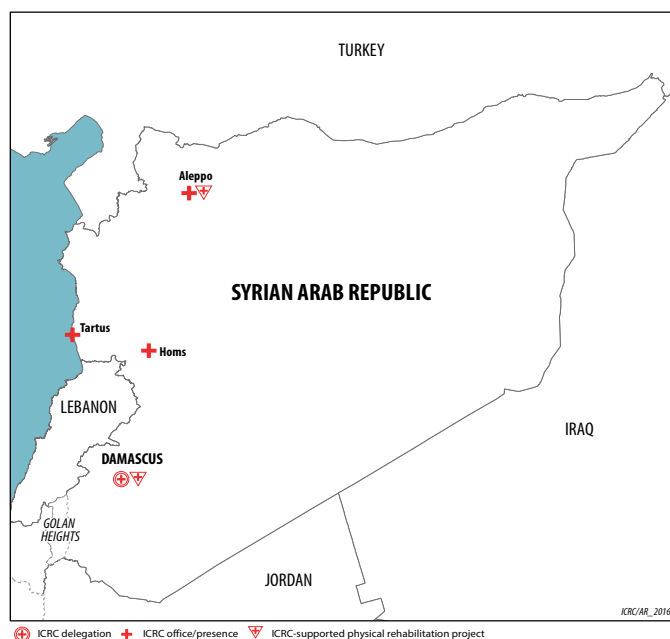 TURKEY
Aleppo
SYRIAN ARAB REPUBLIC
Tartus
Homs
LEBANON
IRAQ
DAMASCUS
GOLAN
HEIGHTS
JORDAN
ICRC/AR_2016
ICRC delegation ICRC office/presence ICRC-supported physical rehabilitation project